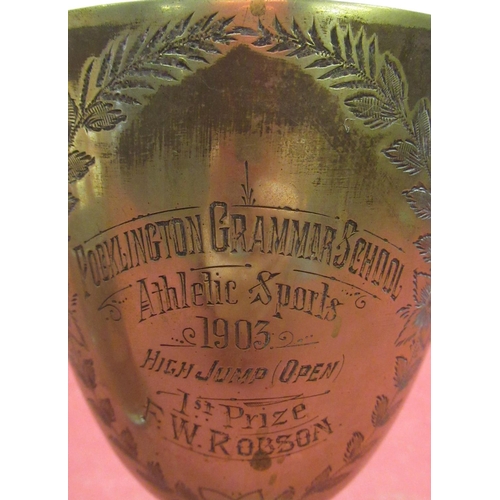 POCKLINGTON GRAMMAR SCHOOL
Athletic Sports
1903
HIGH JUMP (OPEN)
1st Prize
F.W. ROBSON.